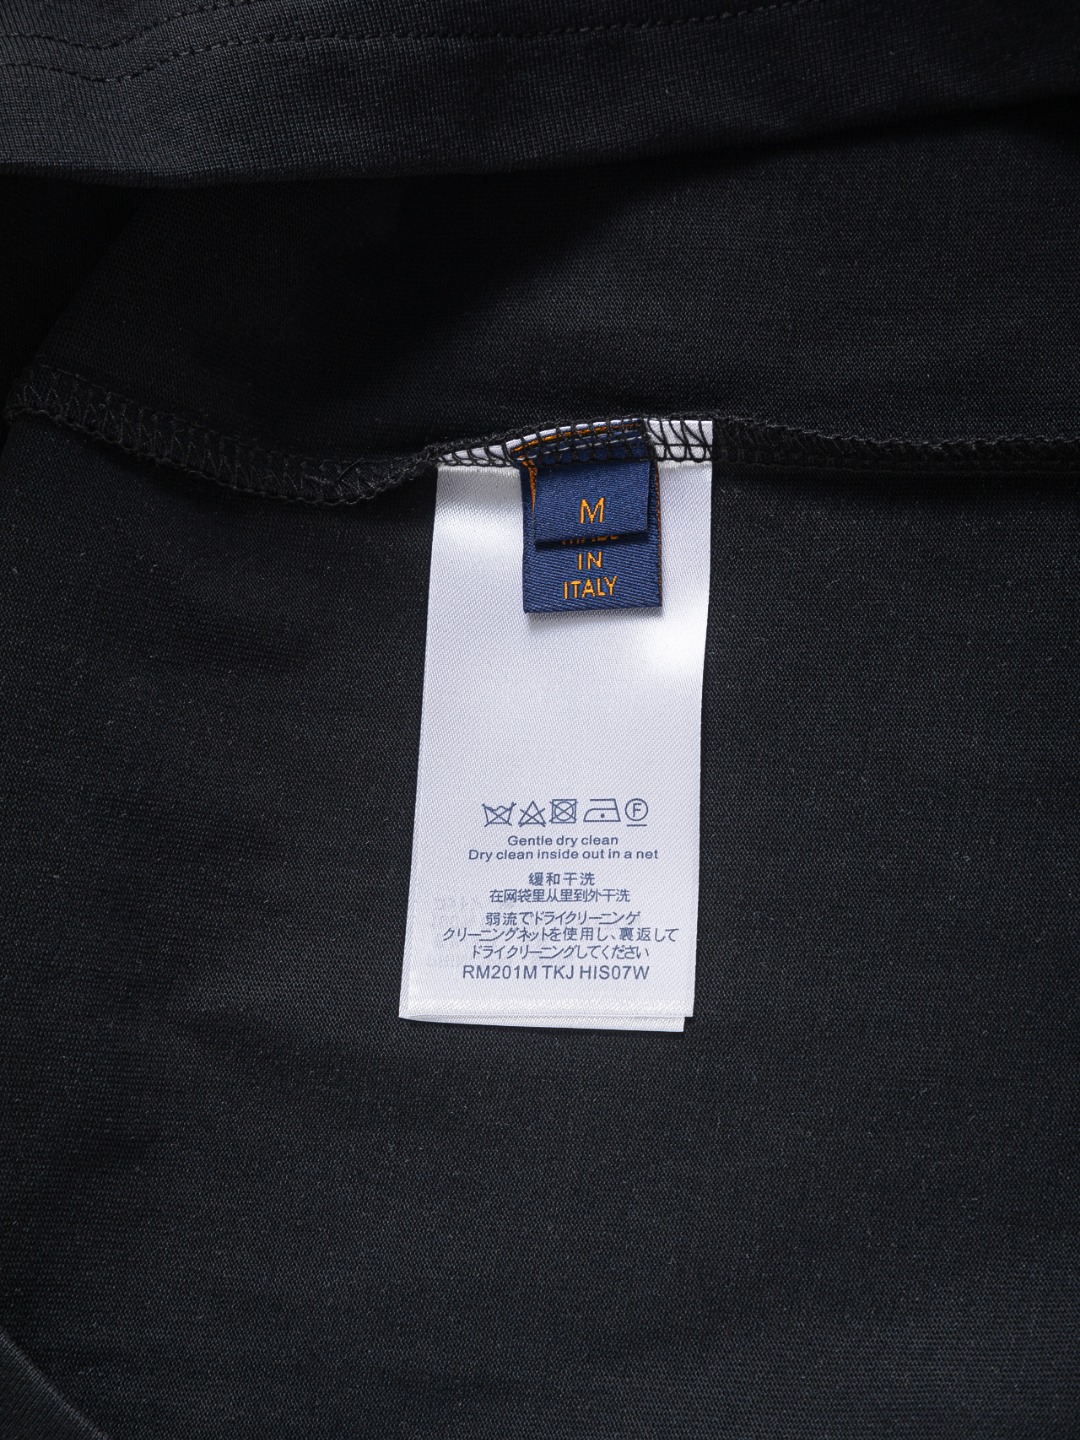 M
IN
ITALY
Gentle dry clean
Dry clean inside out in a net
缓和干洗
在网袋里从里到外干洗
弱流でドライクリーニング
クリーニングネットを使用し、裏返して
ドライクリーニングしてください
RM201M TKJ HIS07W